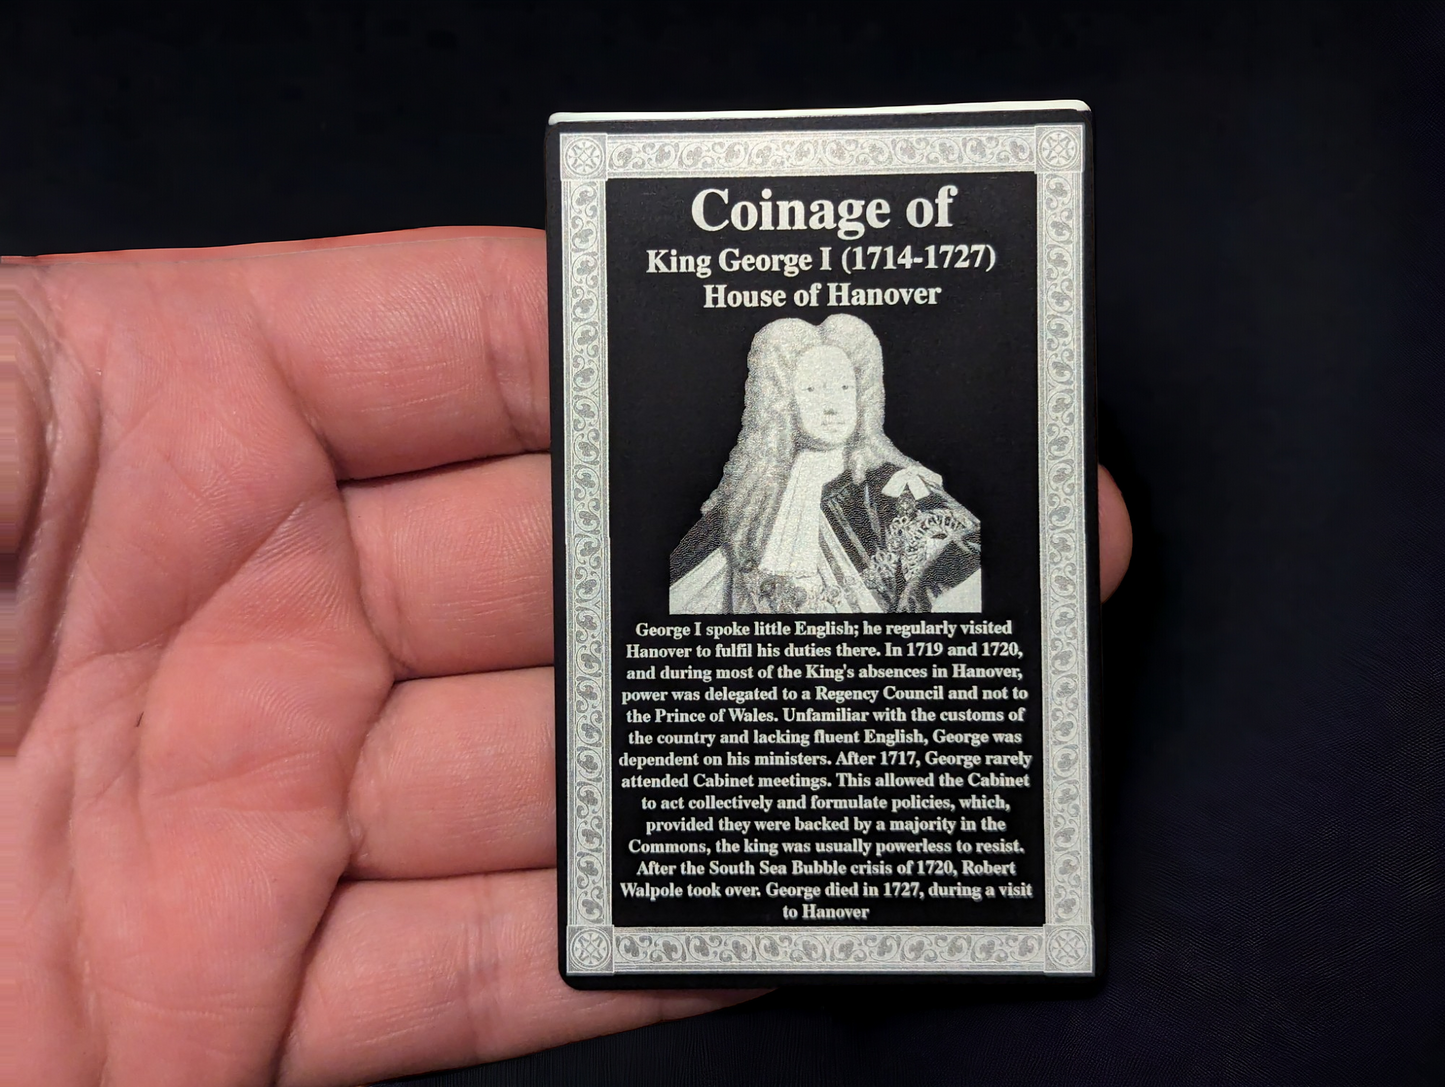 Coinage of
King George I (1714-1727)
House of Hanover
George I spoke little English; he regularly visited
Hanover to fulfil his duties there. In 1719 and 1720,
and during most of the King's absences in Hanover,
power was delegated to a Regency Council and not to
the Prince of Wales. Unfamiliar with the customs of
the country and lacking fluent English, George was
dependent on his ministers. After 1717, George rarely
attended Cabinet meetings. This allowed the Cabinet
to act collectively and formulate policies, which,
provided they were backed by a majority in the
Commons, the king was usually powerless to resist.
After the South Sea Bubble crisis of 1720, Robert
Walpole took over. George died in 1727, during a visit
to Hanover